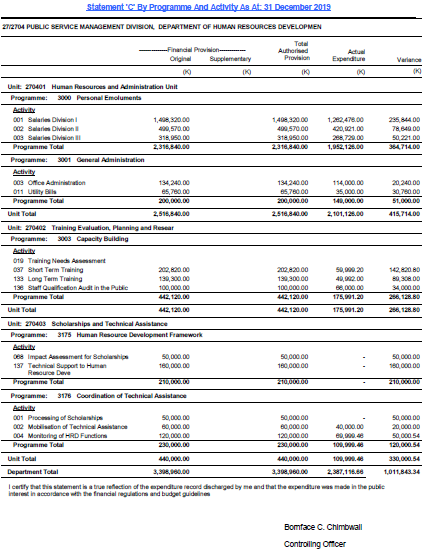 Statement 'C' By Programme And Activity As At: 31 December 2019
27/2704 PUBLIC SERVICE MANAGEMENT DIVISION, DEPARTMENT OF HUMAN RESOURCES DEVELOPMEN
Total
-------------Financial Provision------------- Authorised Actual
Original Supplementary Provision Expenditure Variance
(K) (K) (K) (K) (K)
Unit: 270401 Human Resources and Administration Unit
Programme: 3000 Personal Emoluments
Activity
001 Salaries Division I 1,498,320.00 1,498,320.00 1,262,476.00 235,844.00
002 Salaries Division II 499,570.00 499,570.00 420,921.00 78,649.00
003 Salaries Division III 318,950.00 318,950.00 268,729.00 50,221.00
Programme Total 2,316,840.00 2,316,840.00 1,952,126.00 364,714.00
Programme: 3001 General Administration
Activity
003 Office Administration 134,240.00 134,240.00 114,000.00 20,240.00
011 Utility Bills 65,760.00 65,760.00 35,000.00 30,760.00
Programme Total 200,000.00 200,000.00 149,000.00 51,000.00
Unit Total 2,516,840.00 2,516,840.00 2,101,126.00 415,714.00
Unit: 270402 Training Evaluation, Planning and Resear
Programme: 3003 Capacity Building
Activity
019 Training Needs Assessment
037 Short Term Training 202,820.00 202,820.00 59,999.20 142,820.80
133 Long Term Training 139,300.00 139,300.00 49,992.00 89,308.00
136 Staff Qualification Audit in the Public 100,000.00 100,000.00 66,000.00 34,000.00
Programme Total 442,120.00 442,120.00 175,991.20 266,128.80
Unit Total 442,120.00 442,120.00 175,991.20 266,128.80
Unit: 270403 Scholarships and Technical Assistance
Programme: 3175 Human Resource Development Framework
Activity
068 Impact Assessment for Scholarships 50,000.00 50,000.00 - 50,000.00
137 Technical Support to Human 160,000.00 160,000.00 - 160,000.00
Resource Deve
Programme Total 210,000.00 210,000.00 - 210,000.00
Programme: 3176 Coordination of Technical Assistance
Activity
001 Processing of Scholarships 50,000.00 50,000.00 - 50,000.00
002 Mobilisation of Technical Assistance 60,000.00 60,000.00 40,000.00 20,000.00
004 Monitoring of HRD Functions 120,000.00 120,000.00 69,999.46 50,000.54
Programme Total 230,000.00 230,000.00 109,999.46 120,000.54
Unit Total 440,000.00 440,000.00 109,999.46 330,000.54
Department Total 3,398,960.00 3,398,960.00 2,387,116.66 1,011,843.34
I certify that this statement is a true reflection of the expenditure record discharged by me and that the expenditure was made in the public
interest in accordance with the financial regulations and budget guidelines
Bomface C. Chimbwali
Controlling Officer